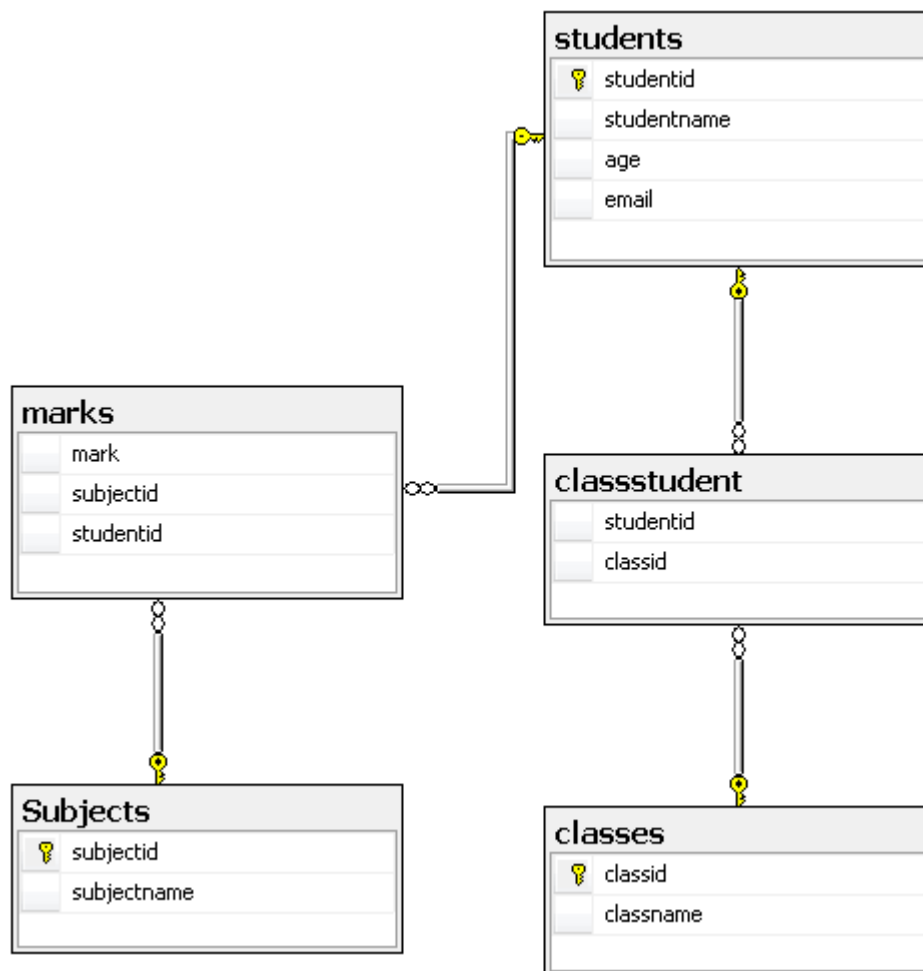 students
studentid
studentname
age
email
marks
mark
subjectid
studentid
classstudent
studentid
classid
Subjects
subjectid
subjectname
classes
classid
classname